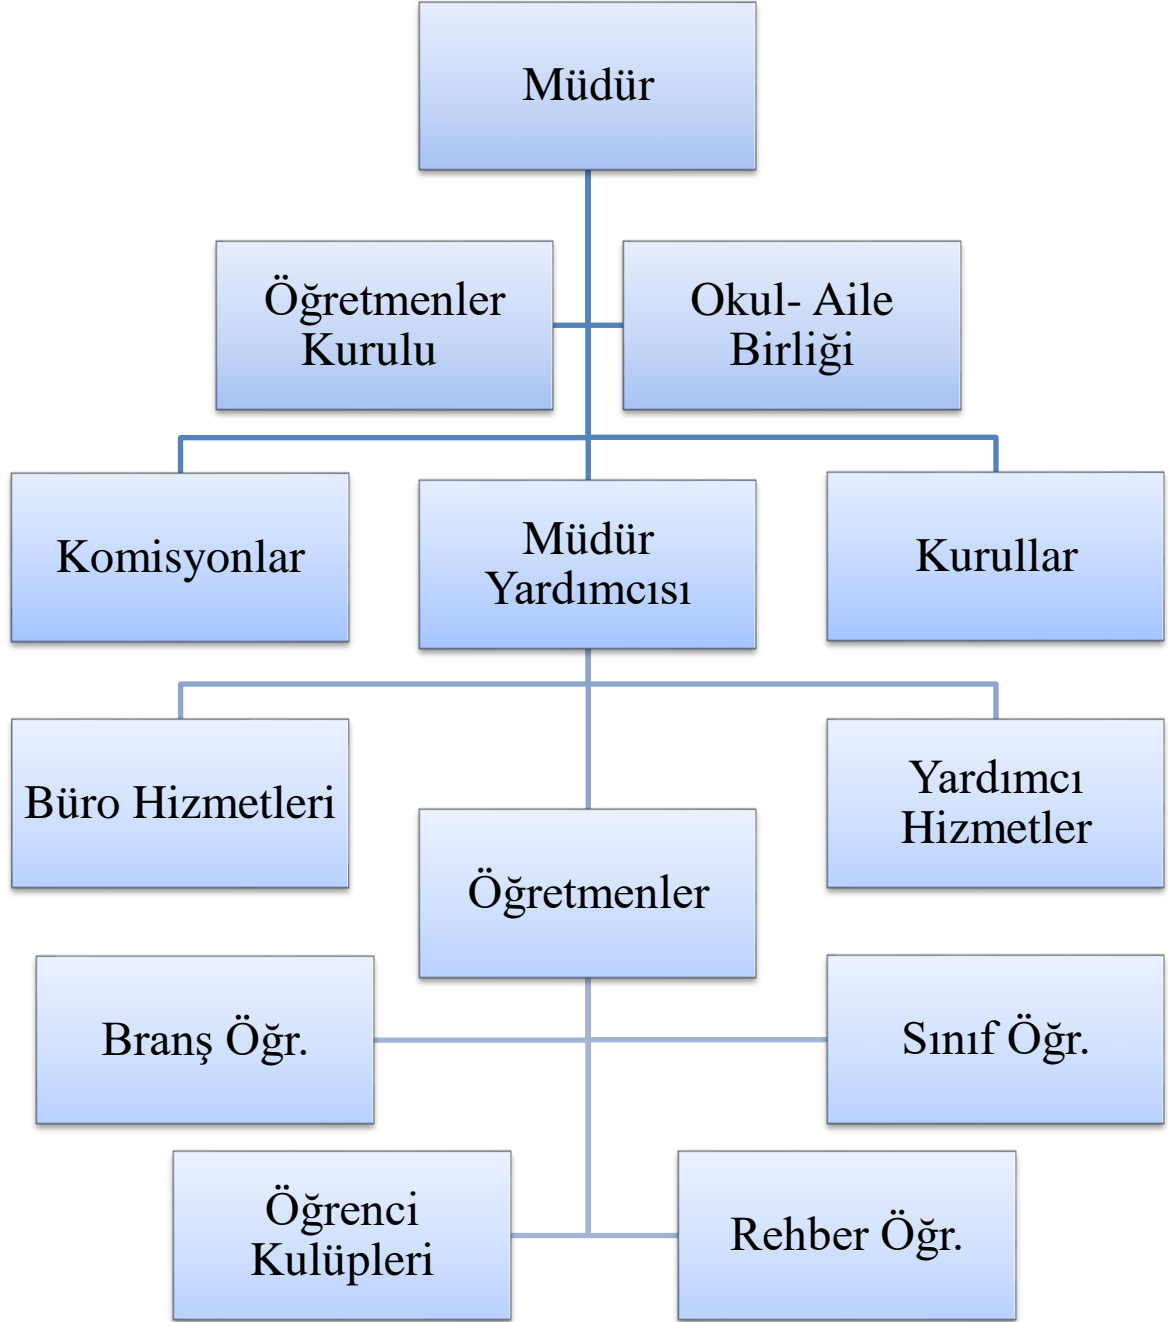 Müdür
Öğretmenler
Kurulu
Okul- Aile
Birliği
Komisyonlar
Müdür
Yardımcısı
Kurullar
Büro Hizmetleri
Öğretmenler
Yardımcı
Hizmetler
Branş Öğr.
Sınıf Öğr.
Öğrenci
Kulüpleri
Rehber Öğr.